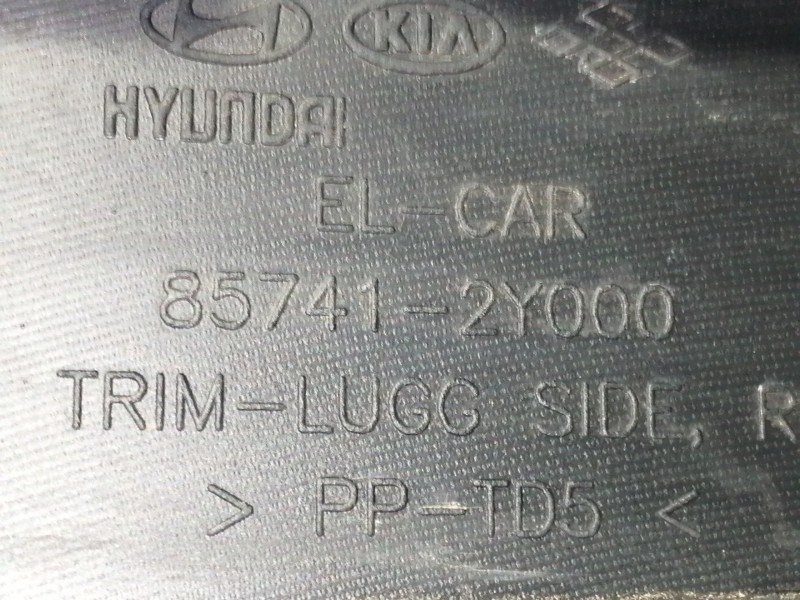 KIA
HYUNDAI
EL-CAR
85741-2Y000
TRIM-LUGG SIDE, R
> PP-TD5 <